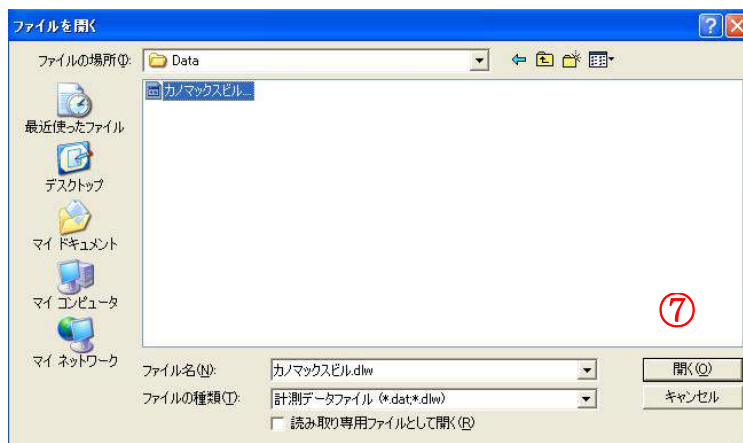 ファイルを開く
ファイルの場所(I):
Data
カノマックスビル...
最近使ったファイル
デスクトップ
マイ ドキュメント
マイ コンピュータ
マイ ネットワーク
⑦
ファイル名(N):
カノマックスビル.dlw
開く(O)
ファイルの種類(T):
計測データファイル (*.dat;*.dlw)
キャンセル
読み取り専用ファイルとして開く(R)